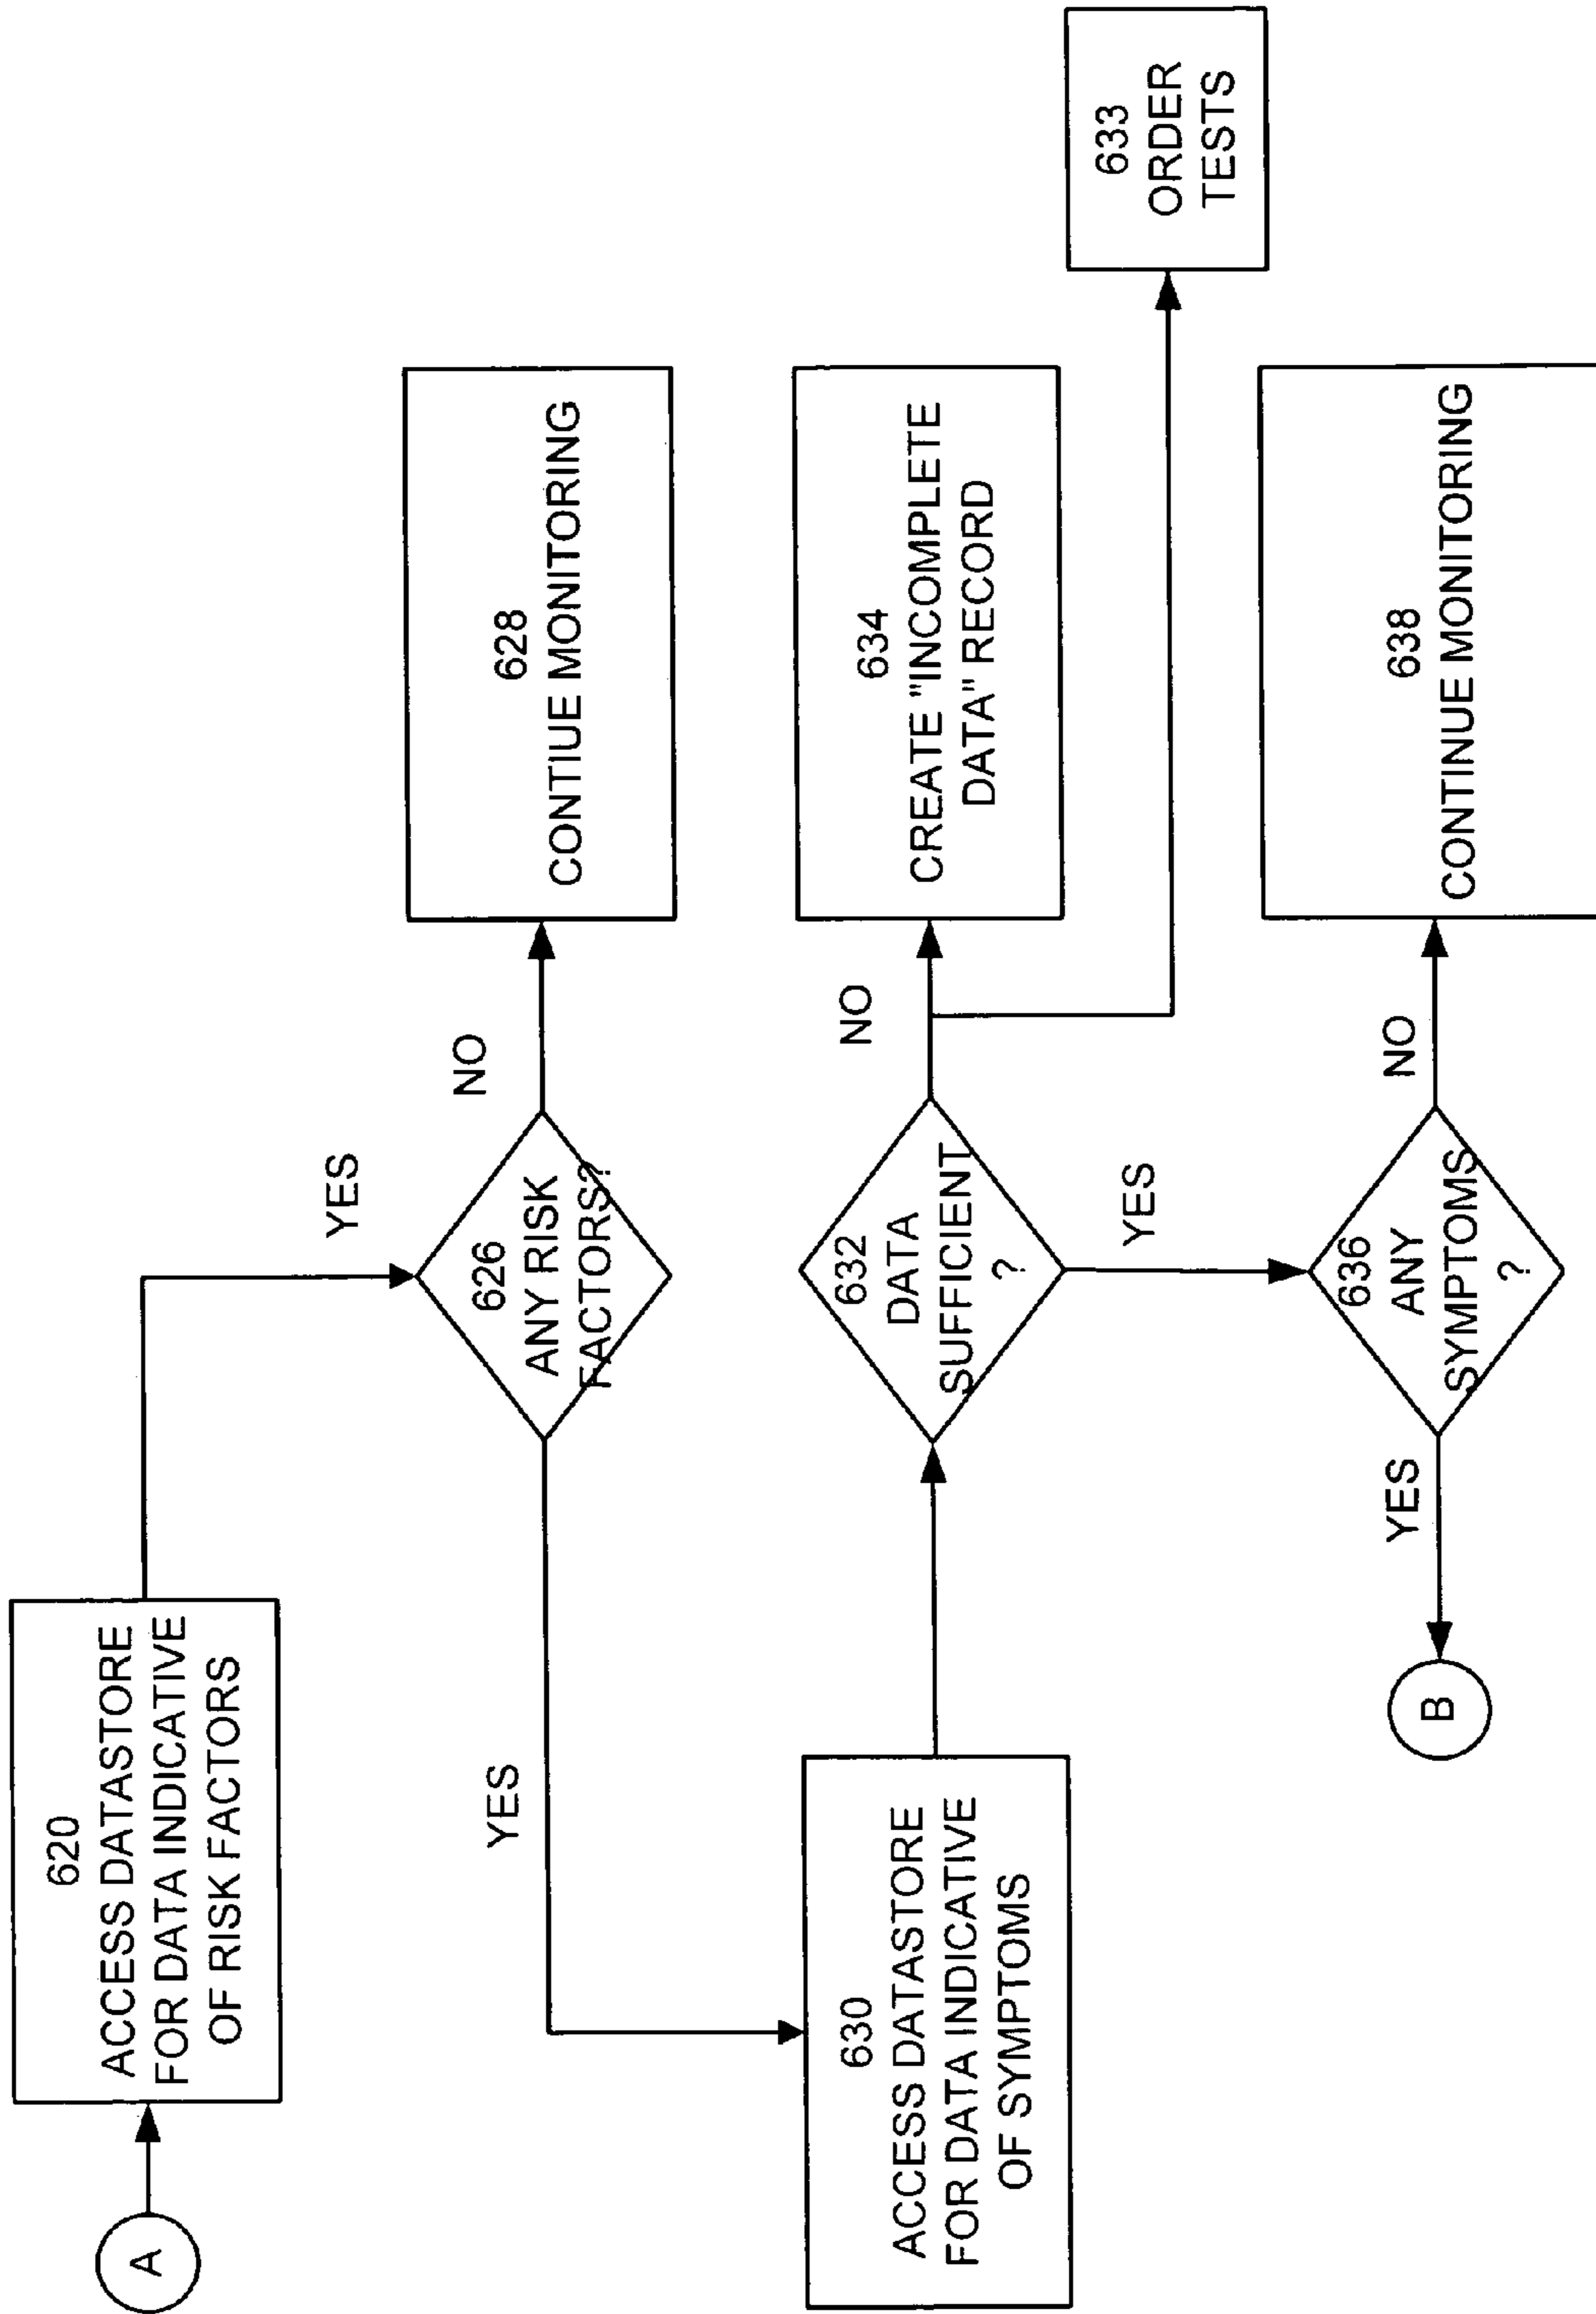 A
620
ACCESS DATASTORE
FOR DATA INDICATIVE
OF RISK FACTORS
YES
626
ANY RISK
FACTORS?
NO
628
CONTIUE MONITORING
YES
630
ACCESS DATASTORE
FOR DATA INDICATIVE
OF SYMPTOMS
632
DATA
SUFFICIENT
?
NO
634
CREATE "INCOMPLETE
DATA" RECORD
633
ORDER
TESTS
YES
636
ANY
SYMPTOMS
?
NO
638
CONTINUE MONITORING
YES
B